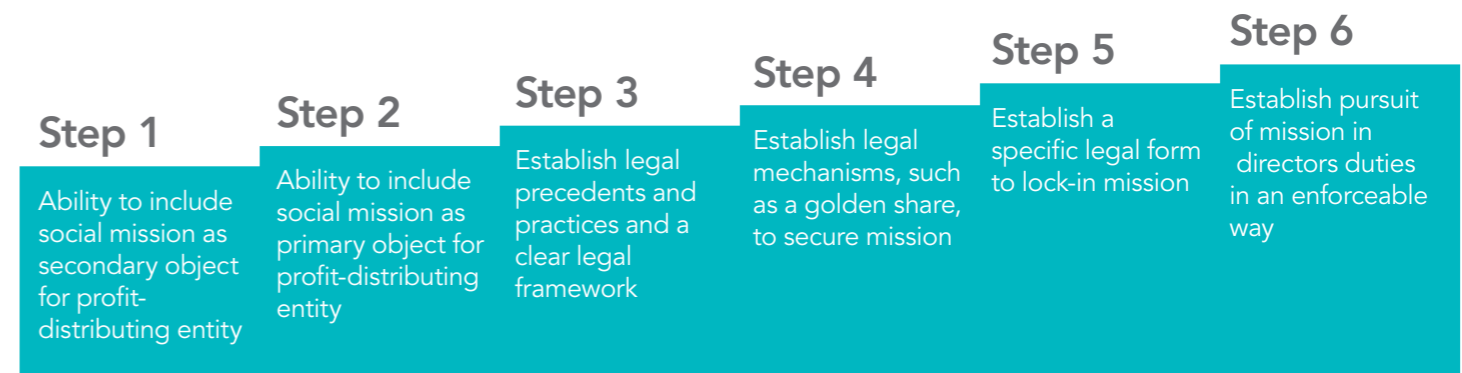 Step 1
Ability to include
social mission as
secondary object
for profit-
distributing entity
Step 2
Ability to include
social mission as
primary object for
profit-distributing
entity
Step 3
Establish legal
precedents and
practices and a
clear legal
framework
Step 4
Establish legal
mechanisms, such
as a golden share,
to secure mission
Step 5
Establish a
specific legal form
to lock-in mission
Step 6
Establish pursuit
of mission in
directors duties
in an enforceable
way